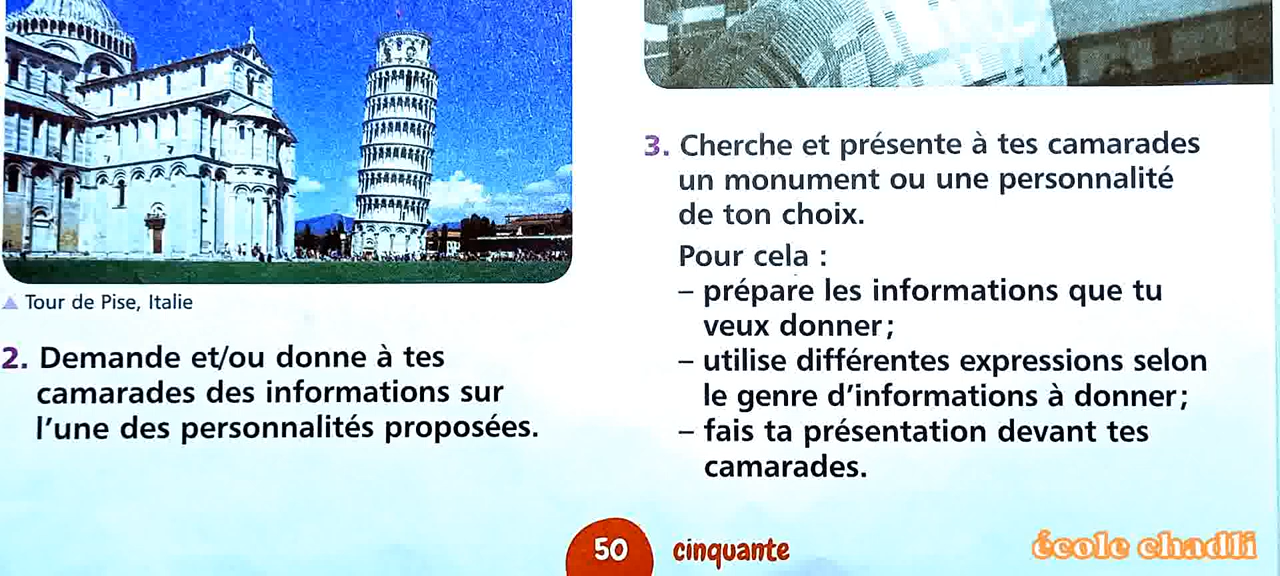 Tour de Pise, Italie
2. Demande et/ou donne à tes
camarades des informations sur
l'une des personnalités proposées.
3. Cherche et présente à tes camarades
un monument ou une personnalité
de ton choix.
Pour cela :
– prépare les informations que tu
veux donner;
– utilise différentes expressions selon
le genre d'informations à donner;
– fais ta présentation devant tes
camarades.
50 cinquante
école chadli